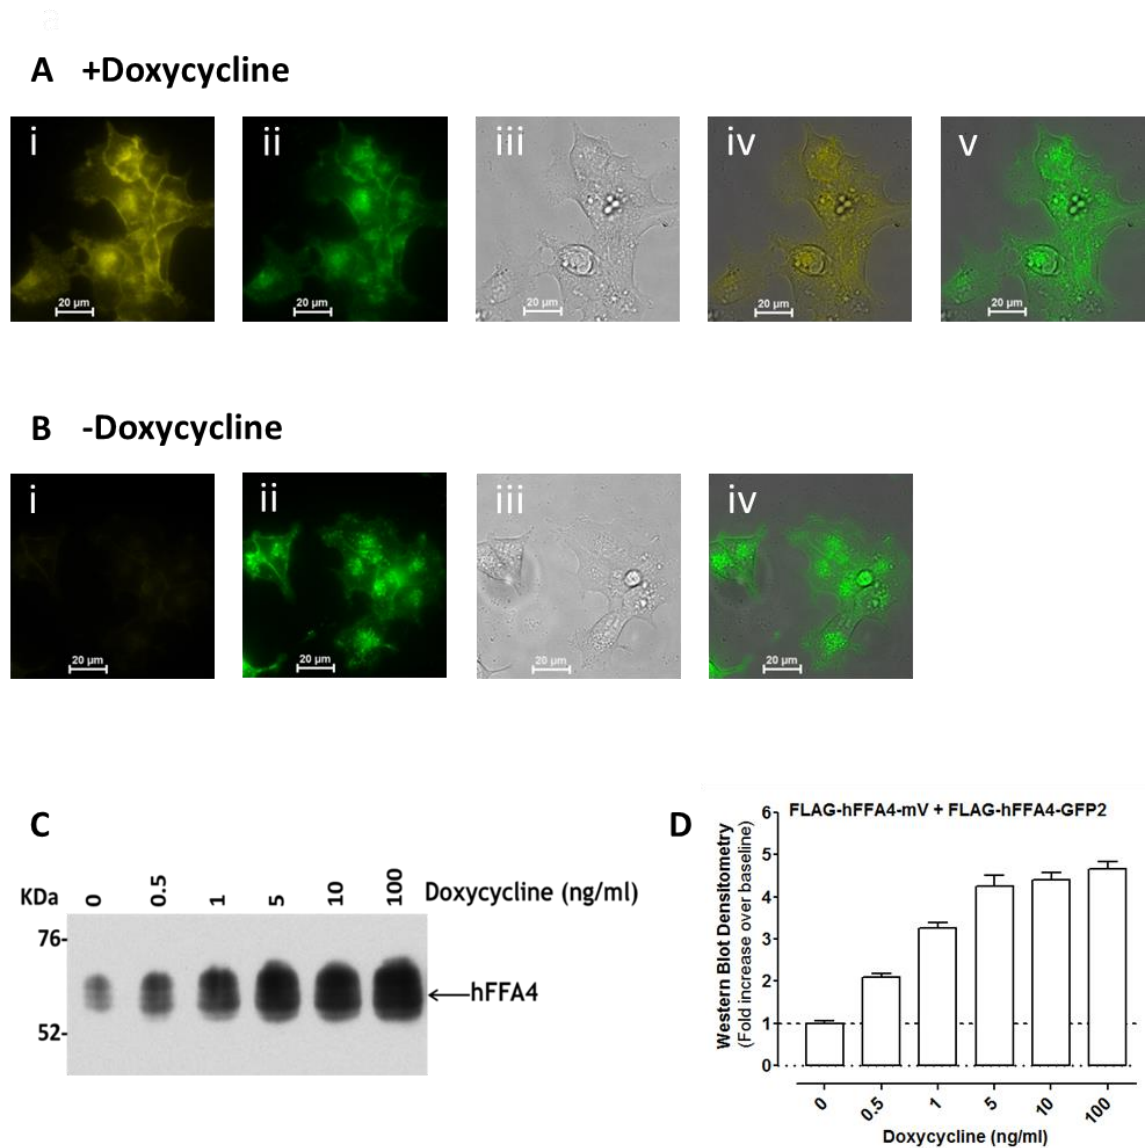 a
A +Doxycycline
i ii iii iv v
20 µm 20 µm 20 µm 20 µm 20 µm
B -Doxycycline
i ii iii iv
20 µm 20 µm 20 µm 20 µm
C
KDa 0 0.5 1 5 10 100 Doxycycline (ng/ml)
76-
hFFA4
52-
D
FLAG-hFFA4-mV + FLAG-hFFA4-GFP2
Western Blot Densitometry
(Fold increase over baseline)
6
5
4
3
2
1
0
0 0.5 1 5 10 100
Doxycycline (ng/ml)